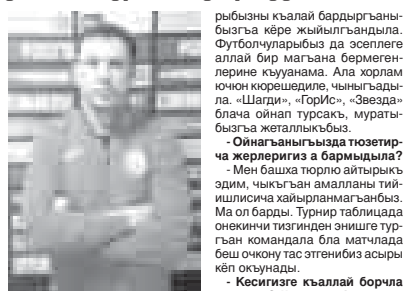 рыбызны къалай бардыргъаны-
бызгъа кёре жыйылгъандыла.
Футболчуларыбыз да эсеплеге
аллай бир магъана бермеген-
лерине къууанама. Ала хорлам
ючюн кюрешедиле, чыныгъады-
ла. «Шагди», «ГорИс», «Звезда»
блача ойнап турсакъ, мураты-
бызгъа жеталлыкъбыз.
- Ойнагъаныгъызда тюзетир-
ча жерлеригиз а бармыдыла?
- Мен башха тюрлю айтырыкъ
эдим, чыкъгъан амалланы тий-
ишлисича хайырланмагъанбыз.
Ма ол барды. Турнир таблицада
онекинчи тизгинден энишге тур-
гъан командала бла матчлада
беш очкону тас этгенибиз асыры
кёп окъунады.
- Кесигизге къаллай борчла